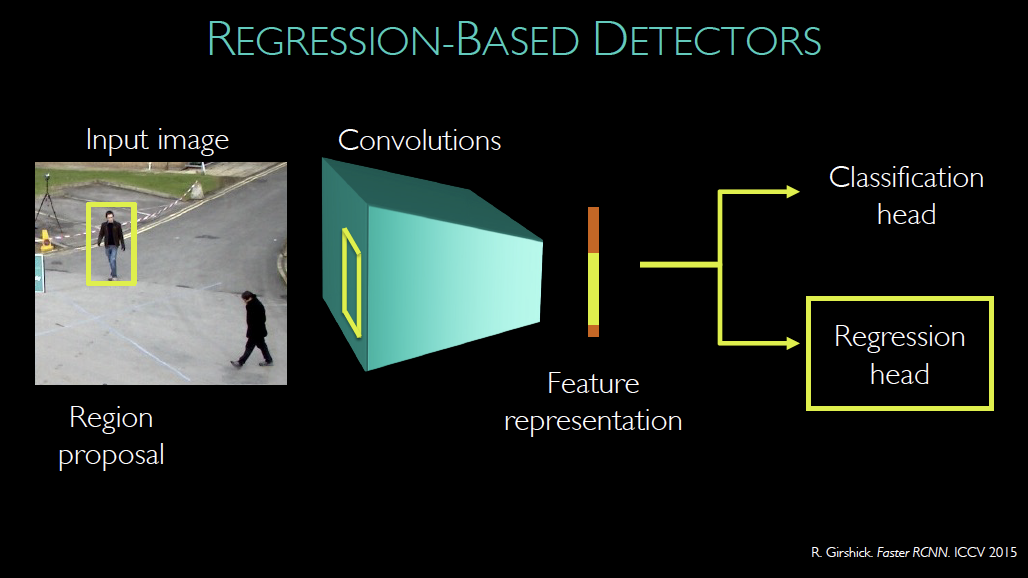 REGRESSION-BASED DETECTORS
Input image
Convolutions
Classification
head
Regression
head
Feature
representation
Region
proposal
R. Girshick. Faster RCNN. ICCV 2015